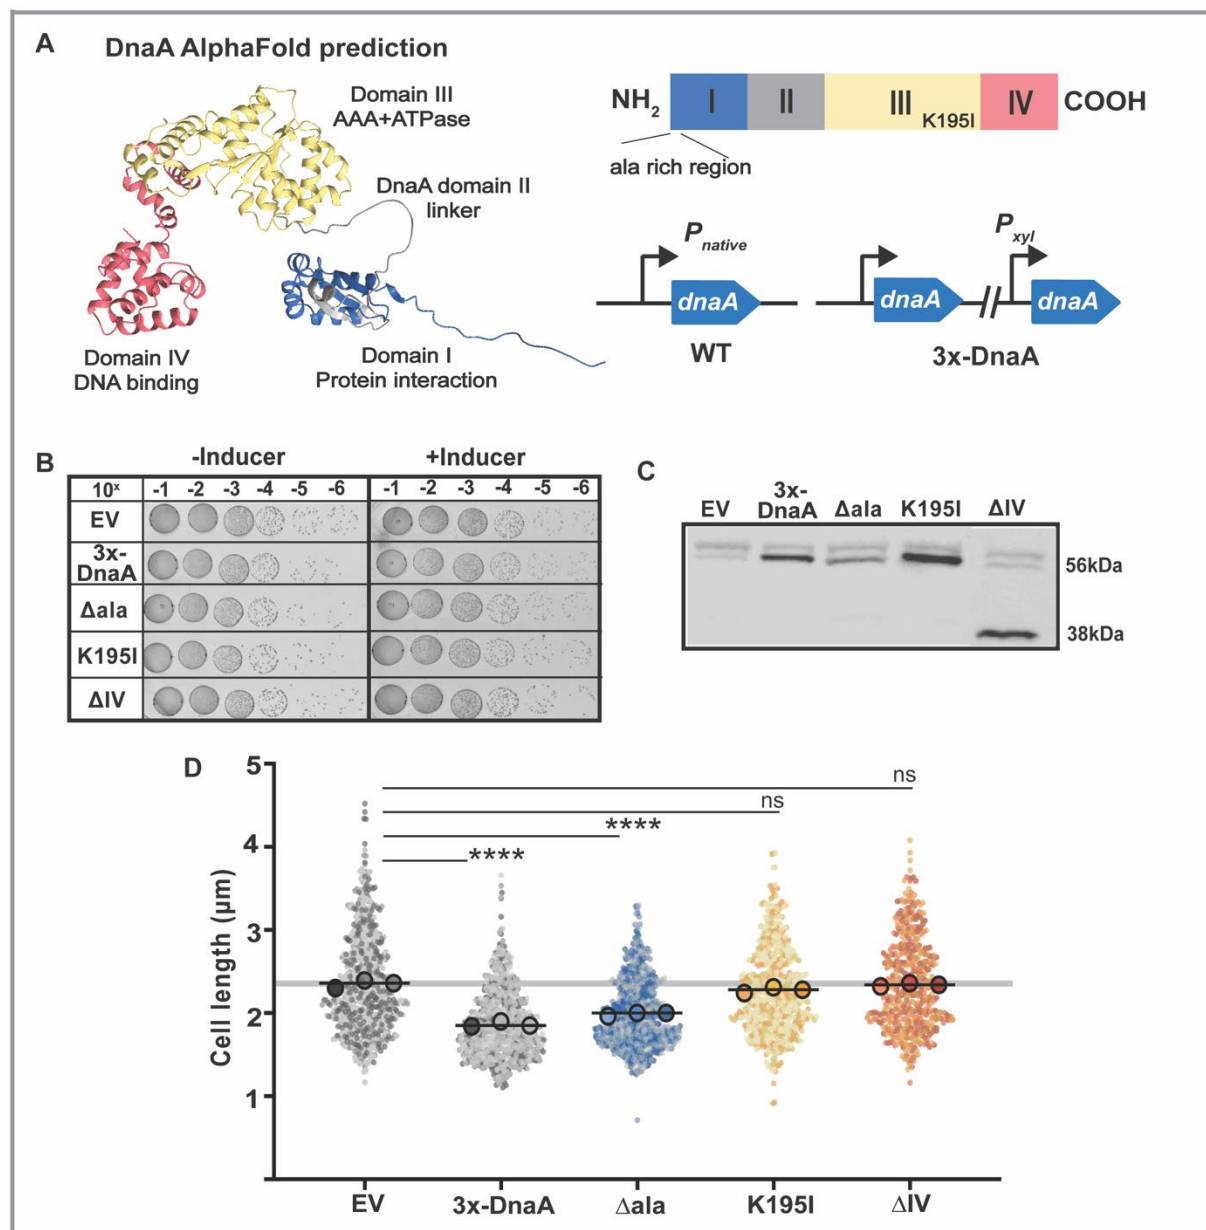 A
DnaA AlphaFold prediction
Domain III
AAA+ATPase
DnaA domain II
linker
Domain IV
DNA binding
Domain I
Protein interaction
NH2 I II III K195I IV COOH
ala rich region
Pnative
dnaA
WT
Pxyl
dnaA dnaA
3x-DnaA
B
-Inducer +Inducer
10ˣ -1 -2 -3 -4 -5 -6 -1 -2 -3 -4 -5 -6
EV
3x-
DnaA
Δala
K195I
ΔIV
C
EV 3x-DnaA Δala K195I ΔIV
56kDa
38kDa
D
Cell length (μm)
5
4
3
2
1
ns
ns
****
****
EV 3x-DnaA Δala K195I ΔIV